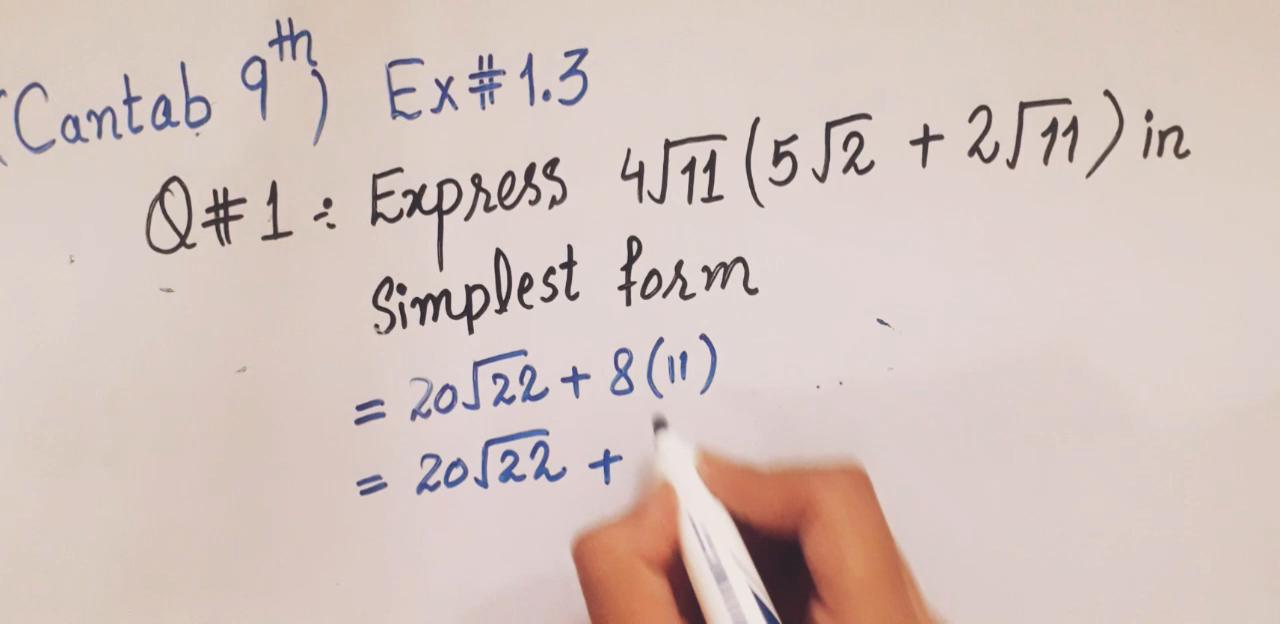 (Cantab 9th) Ex#1.3
Q#1: Express 4√11 (5√2 + 2√11) in
Simplest form
= 20√22 + 8(11)
= 20√22 +